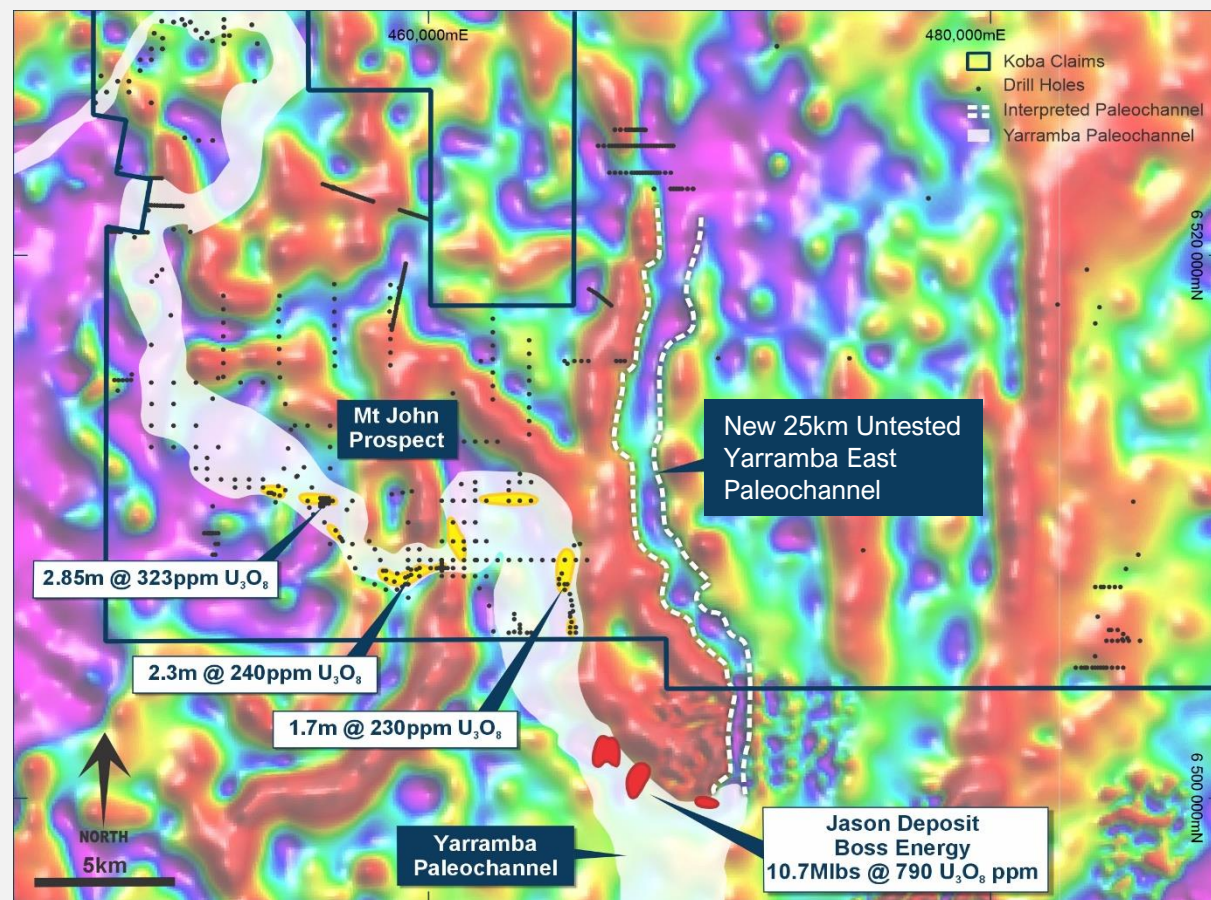 460,000mE
480,000mE
Koba Claims
Drill Holes
Interpreted Paleochannel
Yarramba Paleochannel
6 520 000mN
Mt John
Prospect
New 25km Untested
Yarramba East
Paleochannel
2.85m @ 323ppm U₃O₈
2.3m @ 240ppm U₃O₈
1.7m @ 230ppm U₃O₈
6 500 000mN
NORTH
5km
Yarramba
Paleochannel
Jason Deposit
Boss Energy
10.7Mlbs @ 790 U₃O₈ ppm